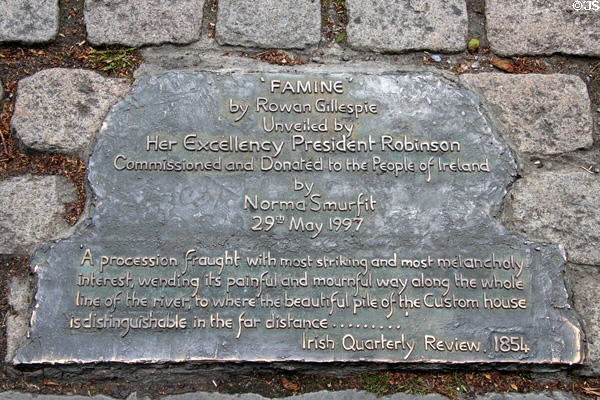 "FAMINE"
by Rowan Gillespie
Unveiled by
Her Excellency President Robinson
Commissioned and Donated to the People of Ireland
by
Norma Smurfit
29th May 1997
A procession fraught with most striking and most melancholy
interest, wending its painful and mournful way along the whole
line of the river, to where the beautiful pile of the Custom house
is distinguishable in the far distance .........
Irish Quarterly Review. 1854